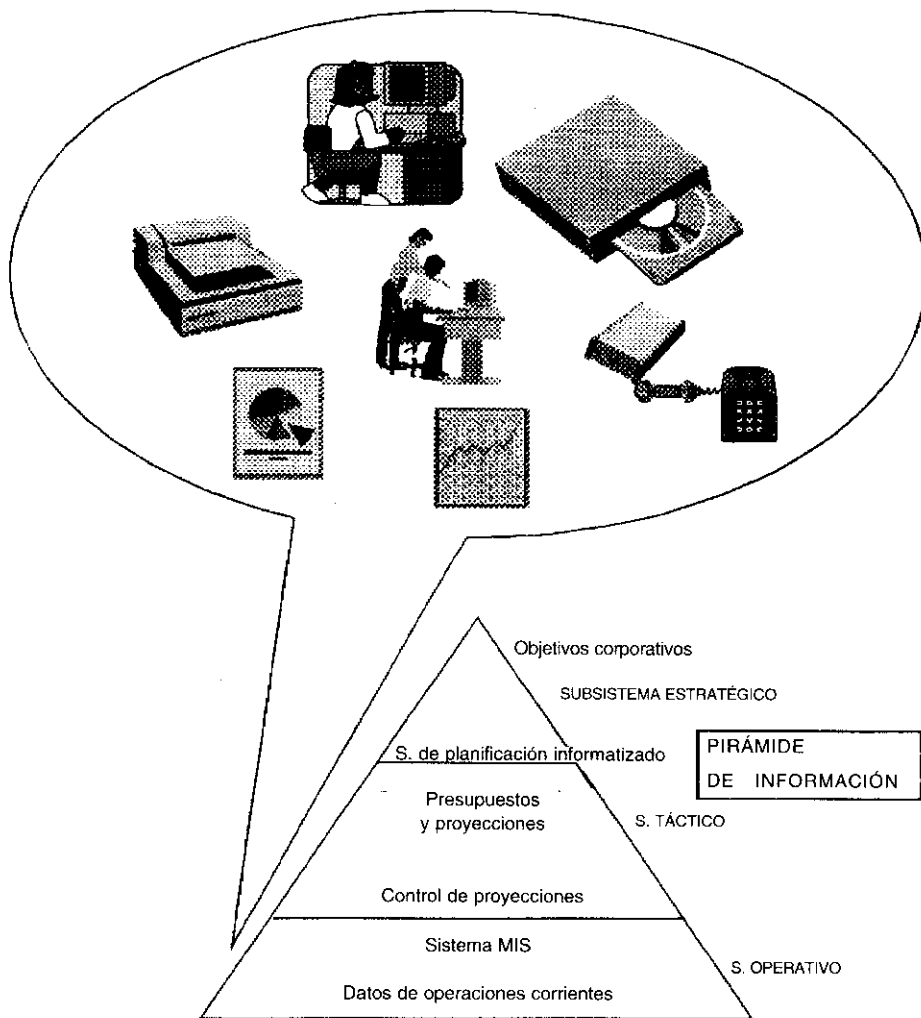 Objetivos corporativos
SUBSISTEMA ESTRATÉGICO
S. de planificación informatizado
PIRÁMIDE
DE INFORMACIÓN
Presupuestos
y proyecciones
S. TÁCTICO
Control de proyecciones
Sistema MIS
S. OPERATIVO
Datos de operaciones corrientes